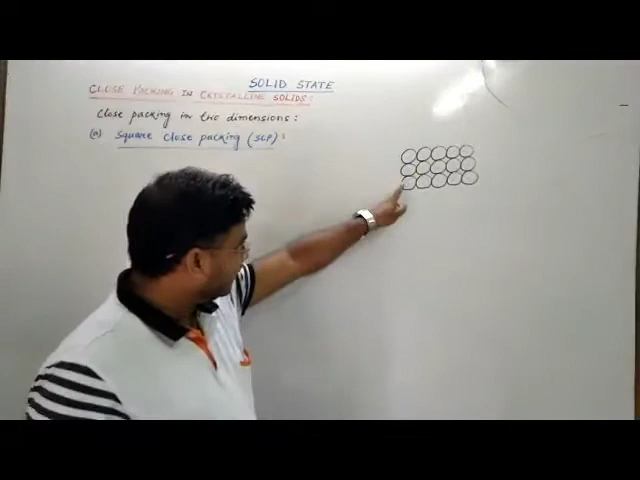 SOLID STATE
CLOSE PACKING IN CRYSTALLINE SOLIDS:
Close packing in two dimensions:
(a) Square close packing (SCP):